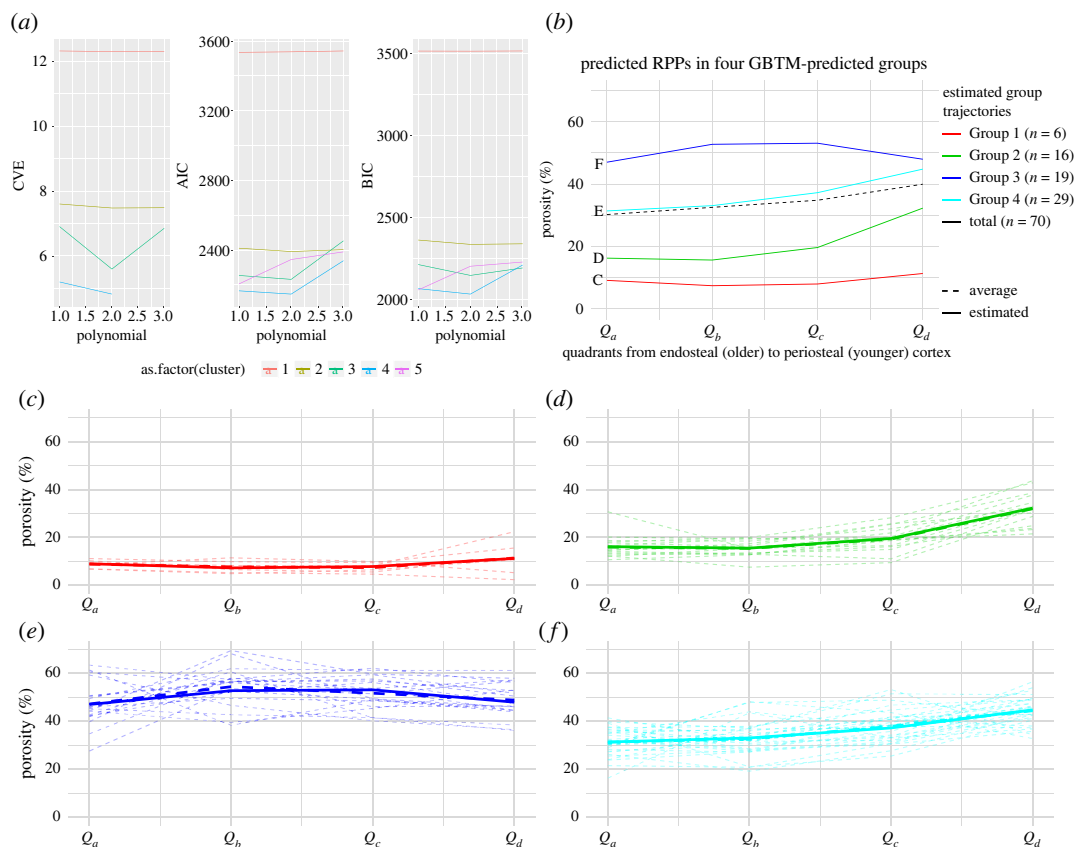 (a)
CVE
12
10
8
6
1.0 1.5 2.0 2.5 3.0
polynomial
AIC
3600
3200
2800
2400
1.0 1.5 2.0 2.5 3.0
polynomial
BIC
3500
3000
2500
2000
1.0 1.5 2.0 2.5 3.0
polynomial
as.factor(cluster) a 1 a 2 a 3 a 4 a 5
(b)
predicted RPPs in four GBTM-predicted groups
porosity (%)
60
40
20
0
F
E
D
C
Qa Qb Qc Qd
quadrants from endosteal (older) to periosteal (younger) cortex
estimated group
trajectories
Group 1 (n = 6)
Group 2 (n = 16)
Group 3 (n = 19)
Group 4 (n = 29)
total (n = 70)
average
estimated
(c)
porosity (%)
60
40
20
0
Qa Qb Qc Qd
(d)
60
40
20
0
Qa Qb Qc Qd
(e)
porosity (%)
60
40
20
0
Qa Qb Qc Qd
(f)
60
40
20
0
Qa Qb Qc Qd